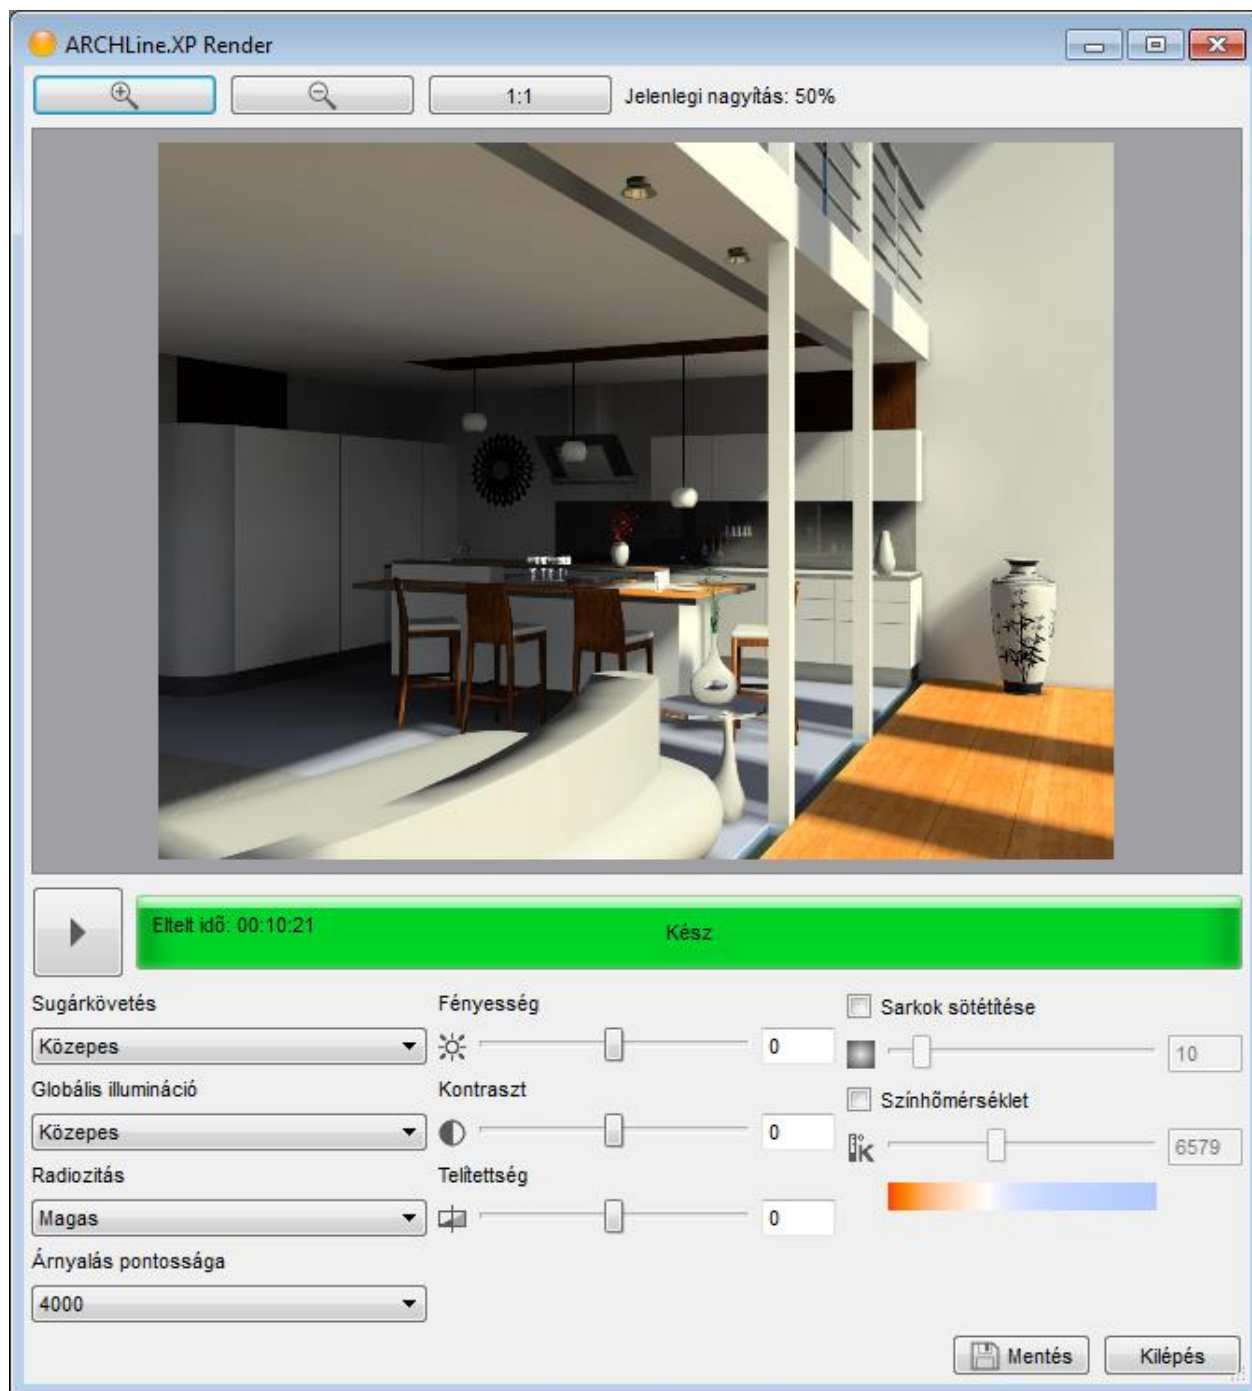 ARCHLine.XP Render
1:1
Jelenlegi nagyítás: 50%
Eltelt idő: 00:10:21
Kész
Sugárkövetés
Közepes
Globális illumináció
Közepes
Radiozitás
Magas
Árnyalás pontossága
4000
Fényesség
0
Kontraszt
0
Telítettség
0
Sarkok sötétítése
10
Színhõmérséklet
K
6579
Mentés
Kilépés